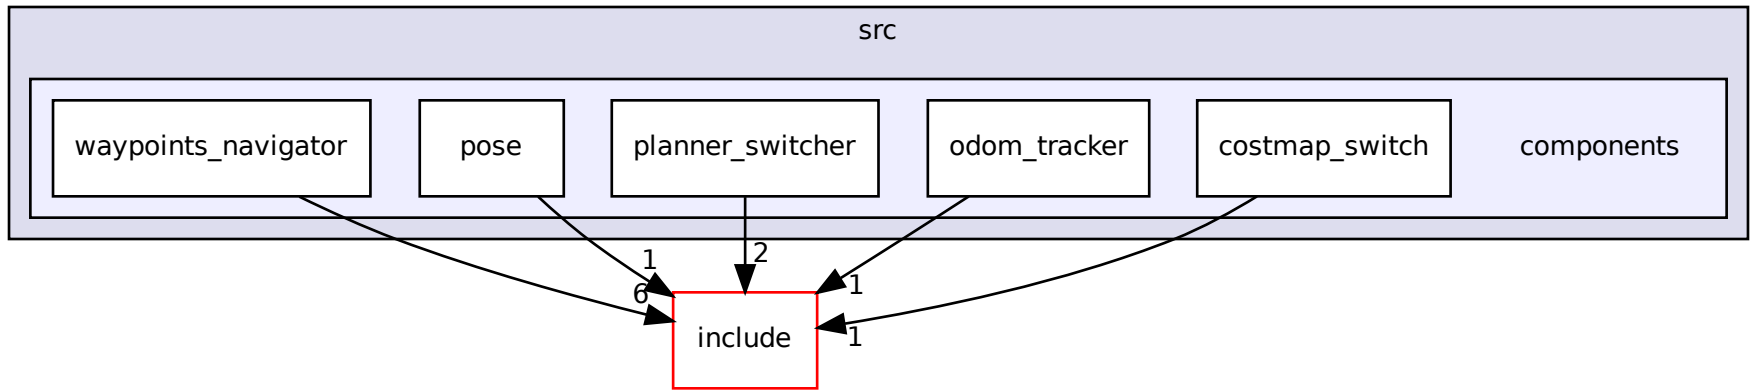 src
waypoints_navigator
pose
planner_switcher
odom_tracker
costmap_switch
components
1
2
6
1
1
include